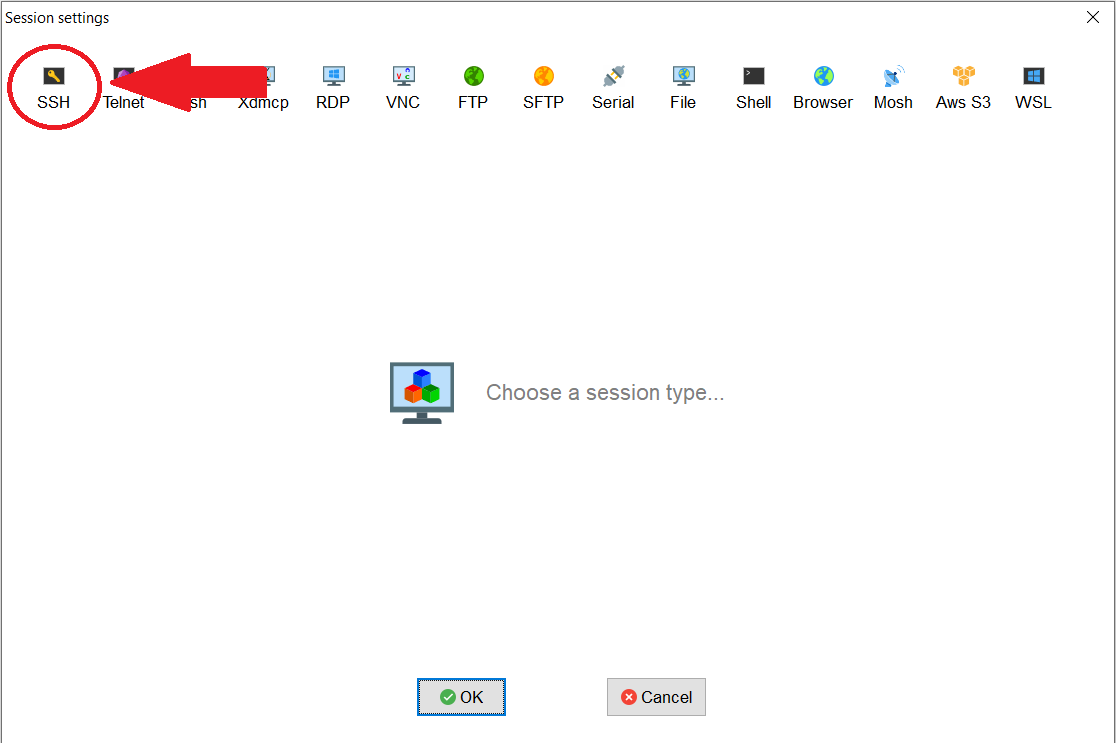 Session settings
SSH Telnet sh Xdmcp RDP VNC FTP SFTP Serial File Shell Browser Mosh Aws S3 WSL
Choose a session type...
OK Cancel